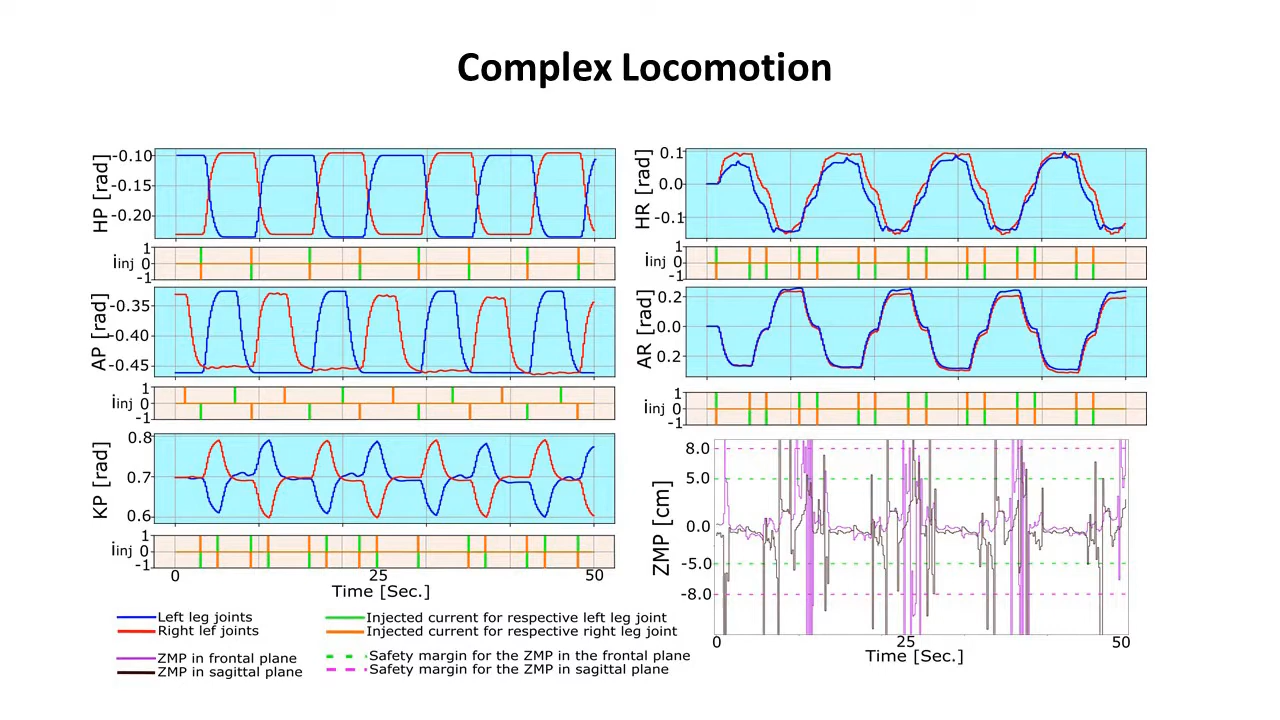 Complex Locomotion
HP [rad]
-0.10
-0.15
-0.20
iinj
1
0
-1
AP [rad]
-0.35
-0.40
-0.45
iinj
1
0
-1
KP [rad]
0.8
0.7
0.6
iinj
1
0
-1
0 25 50
Time [Sec.]
HR [rad]
0.1
0.0
-0.1
iinj
1
0
-1
AR [rad]
0.2
0.0
0.2
iinj
1
0
-1
ZMP [cm]
8.0
5.0
0.0
-5.0
-8.0
0 25 50
Time [Sec.]
Left leg joints
Right lef joints
ZMP in frontal plane
ZMP in sagittal plane
Injected current for respective left leg joint
Injected current for respective right leg joint
Safety margin for the ZMP in the frontal plane
Safety margin for the ZMP in sagittal plane